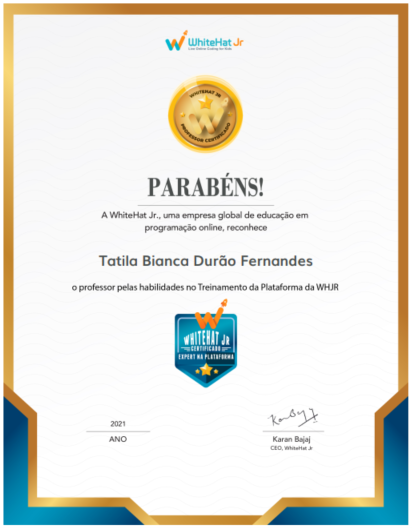 WhiteHat Jr
Live Online Coding for Kids
WHITEHAT JR
W
PROFESSOR CERTIFICADO
PARABÉNS!
A WhiteHat Jr., uma empresa global de educação em
programação online, reconhece
Tatila Bianca Durão Fernandes
o professor pelas habilidades no Treinamento da Plataforma da WHJR
WHITEHAT JR
CERTIFICADO
EXPERT NA PLATAFORMA
2021
ANO
Karan Bajaj
CEO, WhiteHat Jr